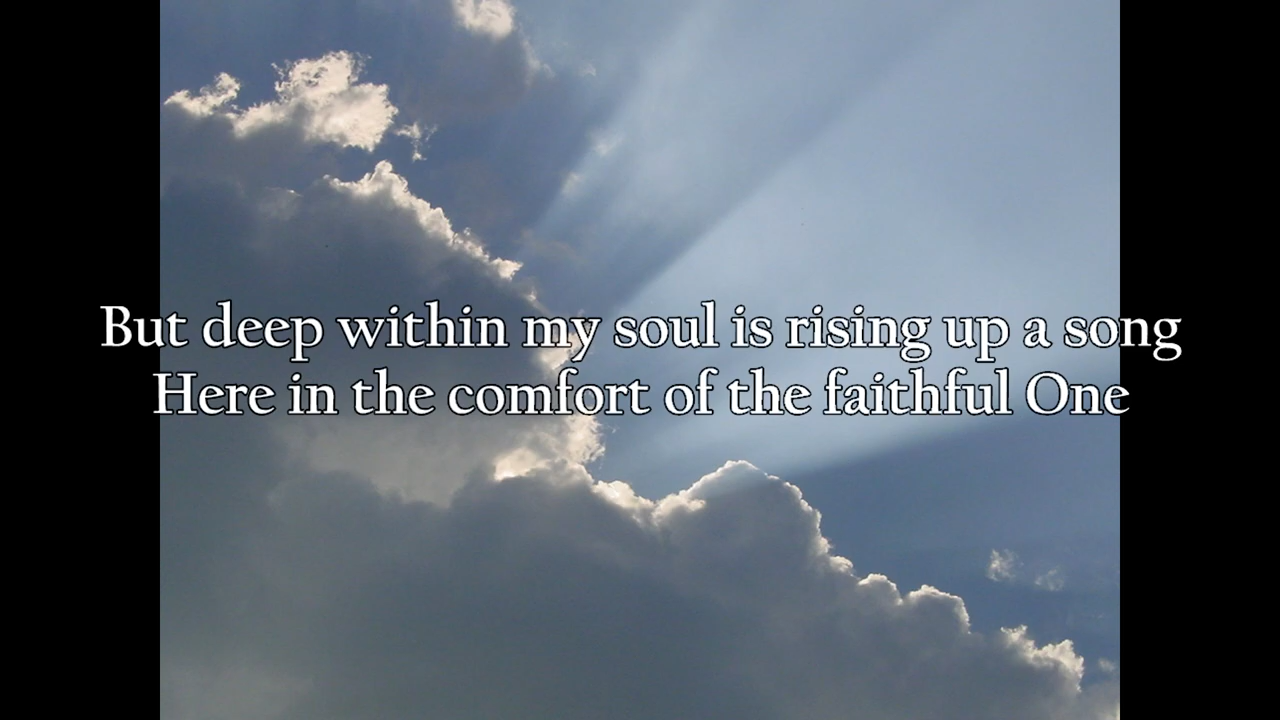 But deep within my soul is rising up a song
Here in the comfort of the faithful One